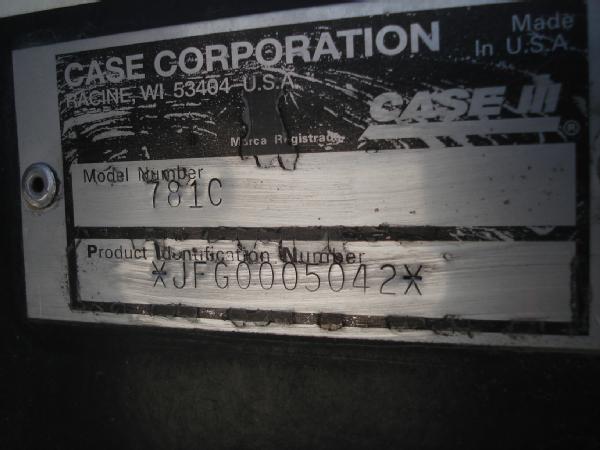 CASE CORPORATION
RACINE, WI 53404 U.S.A.
Made
In U.S.A.
CASE IH
®
Marca Registrada
Model Number
781C
Product Identification Number
*JFG0005042*